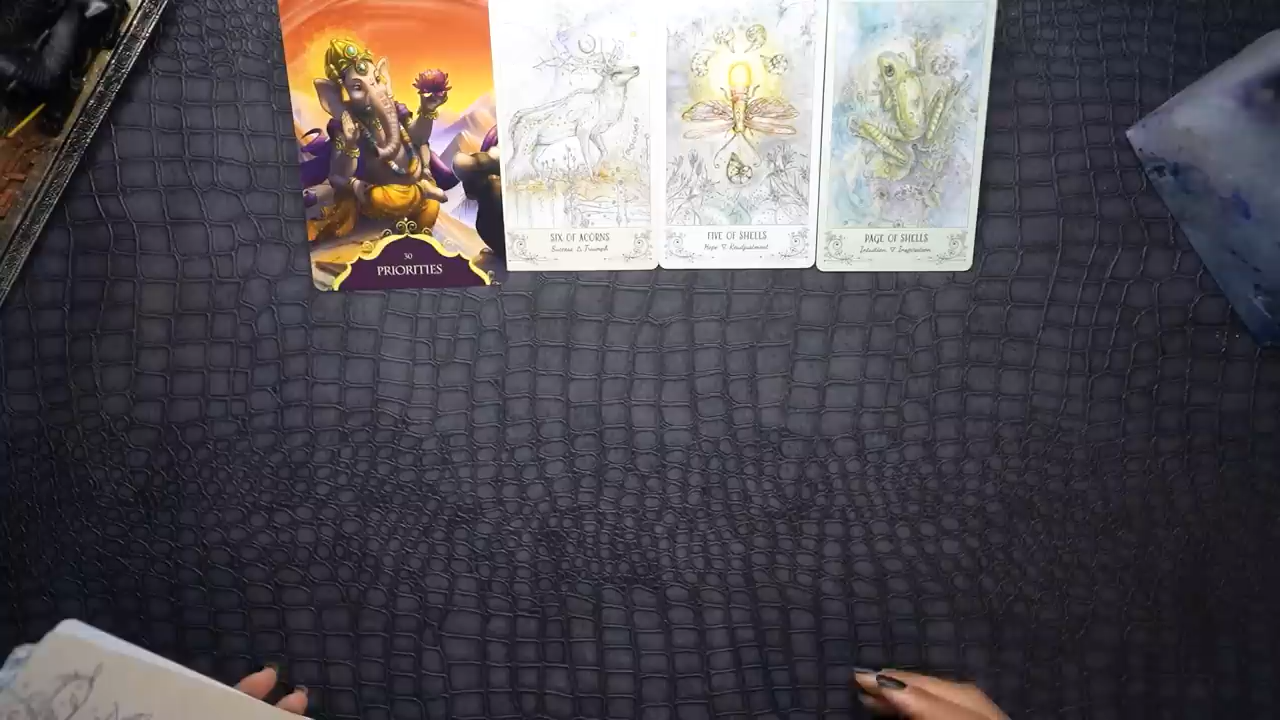 30
PRIORITIES
SIX OF ACORNS
Success & Triumph
FIVE OF SHELLS
Hope ▽ Readjustment
PAGE OF SHELLS
Intuition ▽ Inspiration